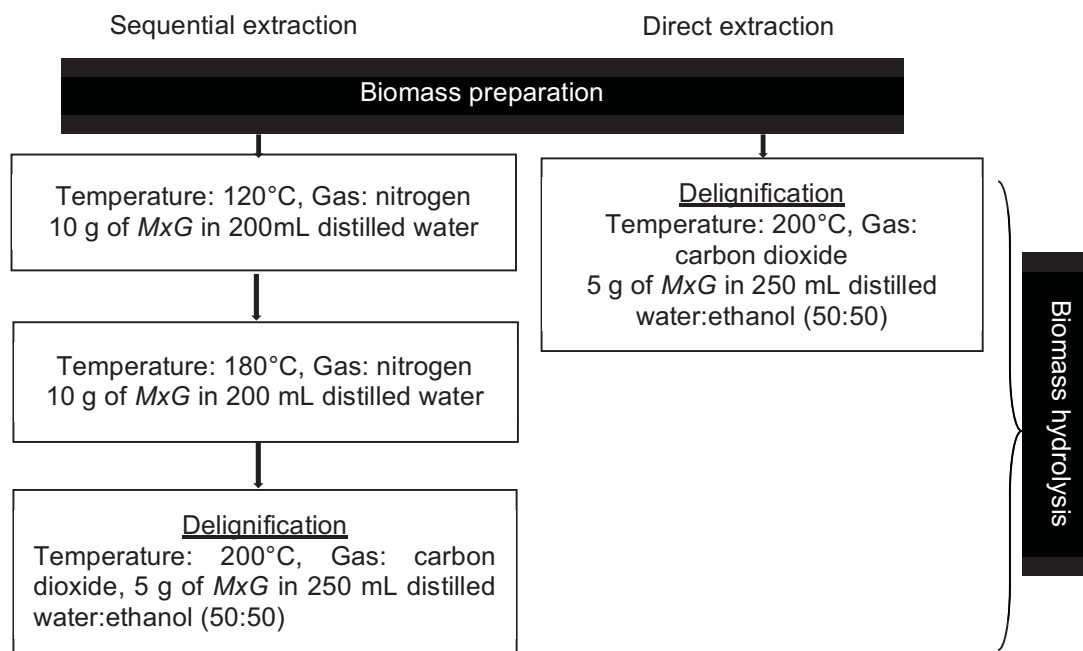 Sequential extraction
Direct extraction
Biomass preparation
Temperature: 120°C, Gas: nitrogen
10 g of MxG in 200mL distilled water
Temperature: 180°C, Gas: nitrogen
10 g of MxG in 200 mL distilled water
Delignification
Temperature: 200°C, Gas: carbon
dioxide, 5 g of MxG in 250 mL distilled
water:ethanol (50:50)
Delignification
Temperature: 200°C, Gas:
carbon dioxide
5 g of MxG in 250 mL distilled
water:ethanol (50:50)
Biomass hydrolysis